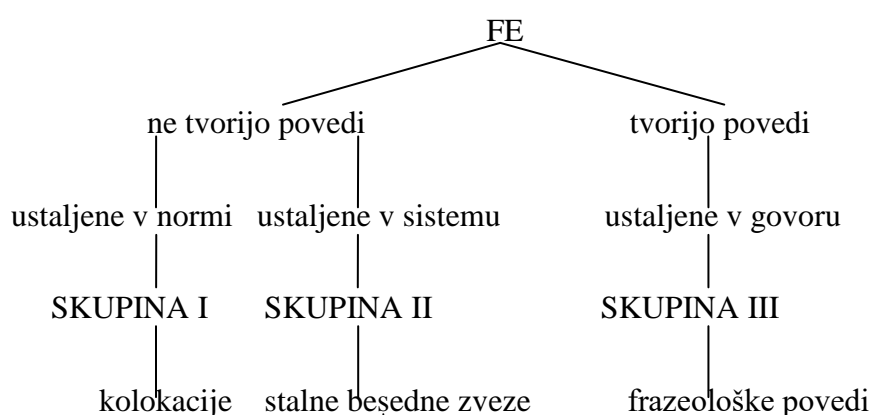 FE
ne tvorijo povedi tvorijo povedi
ustaljene v normi ustaljene v sistemu ustaljene v govoru
SKUPINA I SKUPINA II SKUPINA III
kolokacije stalne besedne zveze frazeološke povedi